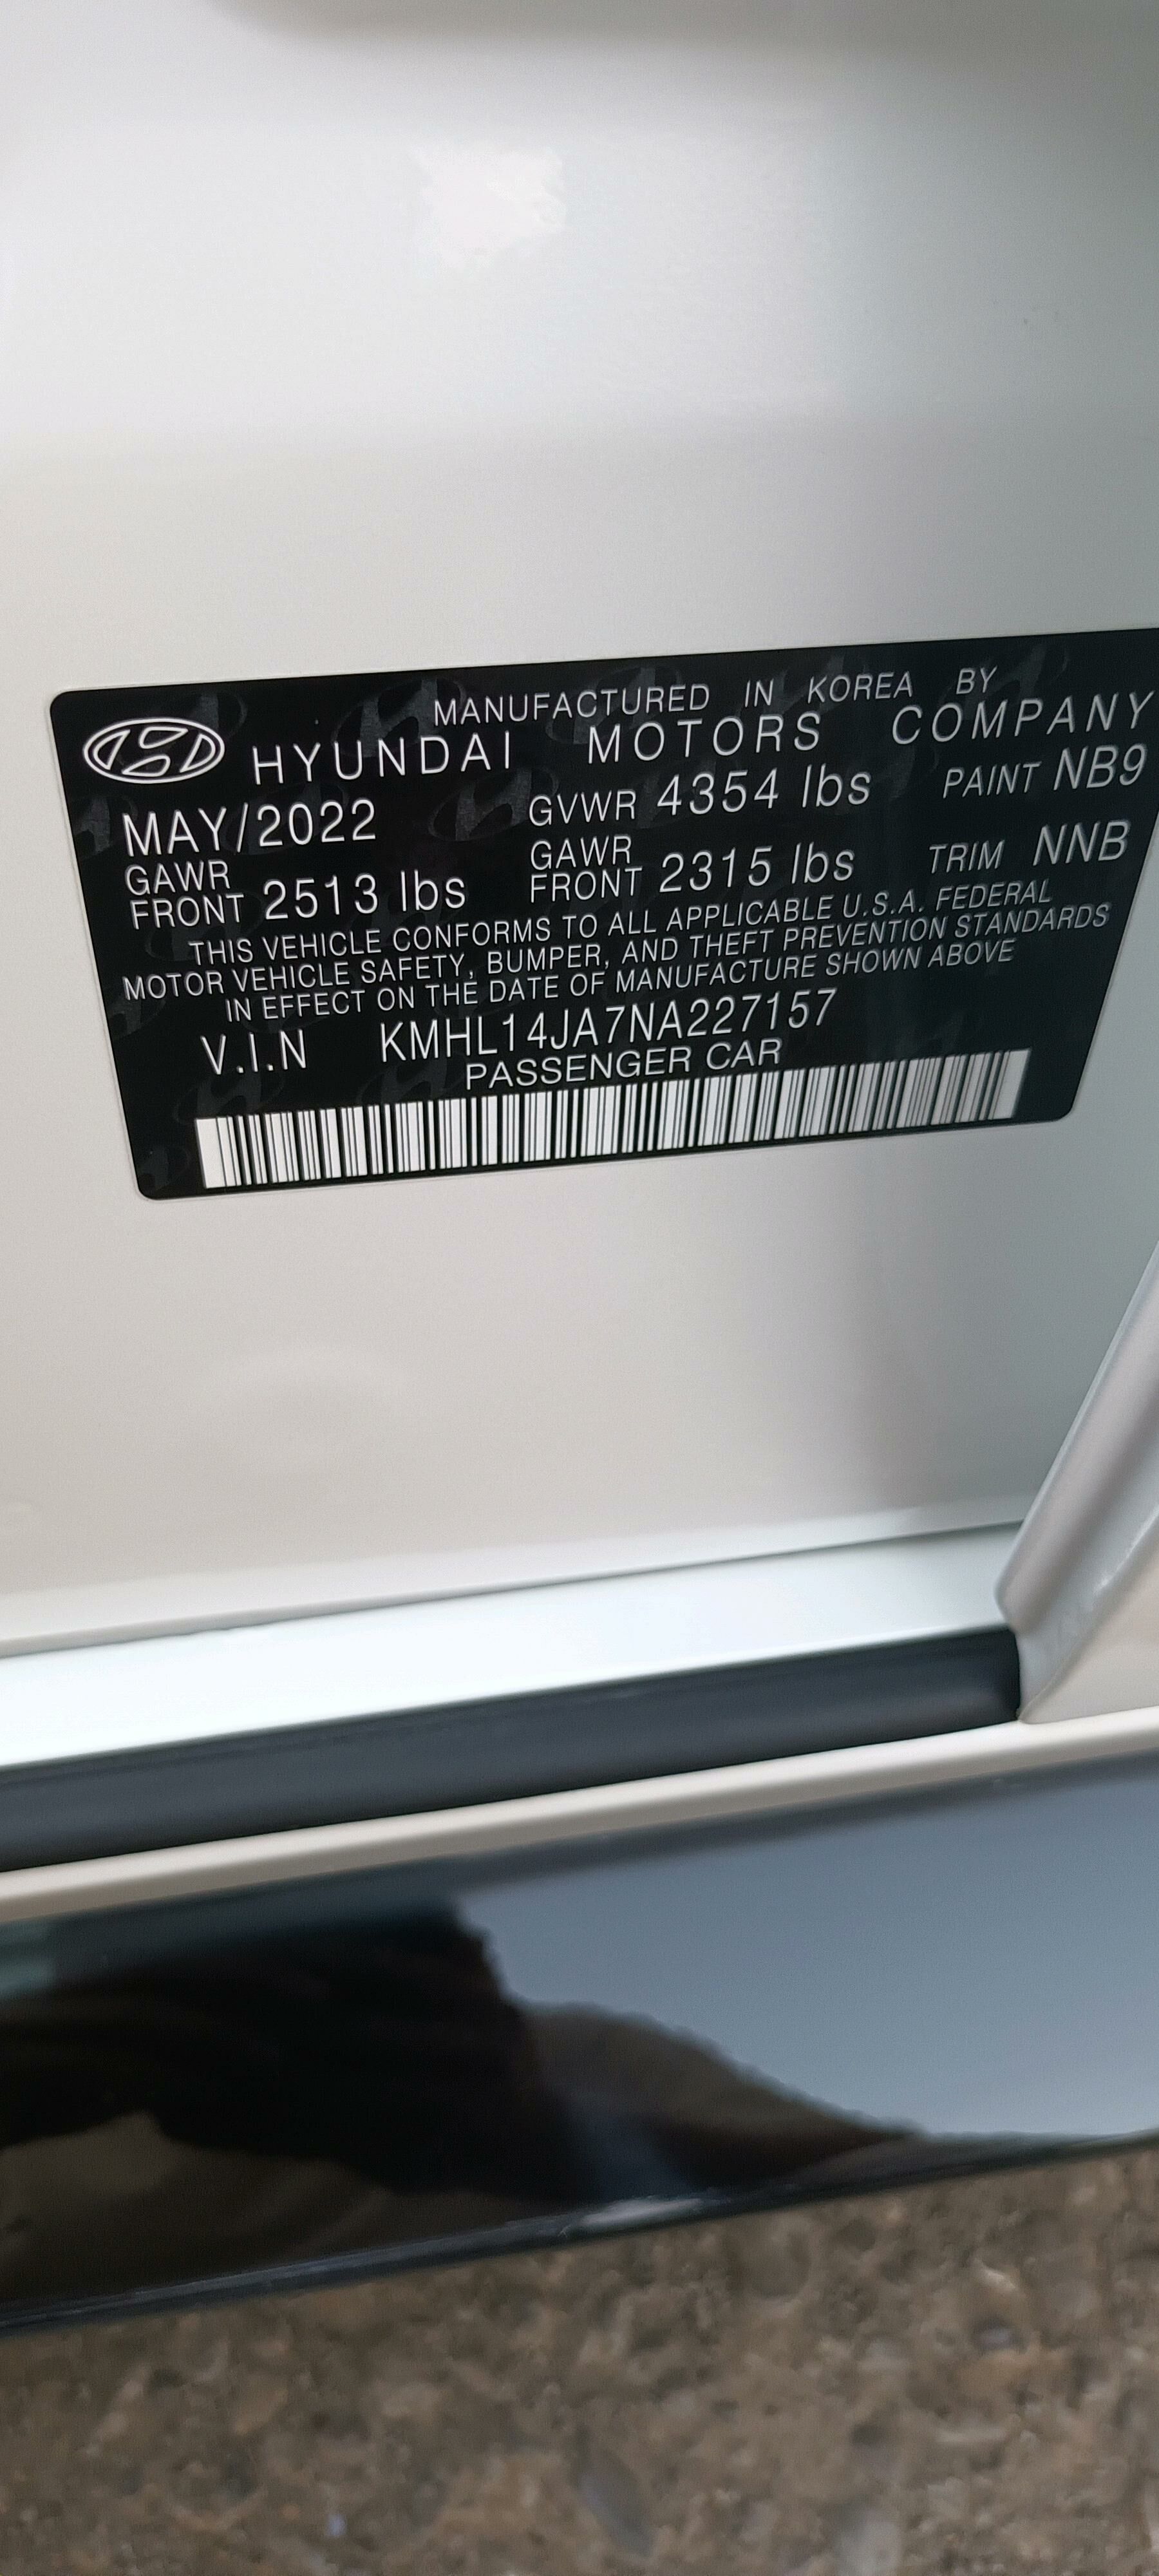 MANUFACTURED IN KOREA BY
HYUNDAI MOTORS COMPANY
MAY/2022 GVWR 4354 lbs PAINT NB9
GAWR FRONT 2513 lbs GAWR FRONT 2315 lbs TRIM NNB
THIS VEHICLE CONFORMS TO ALL APPLICABLE U.S.A. FEDERAL
MOTOR VEHICLE SAFETY, BUMPER, AND THEFT PREVENTION STANDARDS
IN EFFECT ON THE DATE OF MANUFACTURE SHOWN ABOVE
V.I.N KMHL14JA7NA227157
PASSENGER CAR